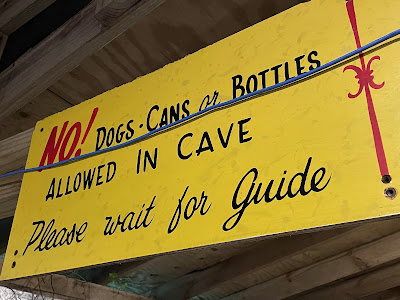 NO! DOGS - CANS or BOTTLES
ALLOWED IN CAVE
Please wait for Guide